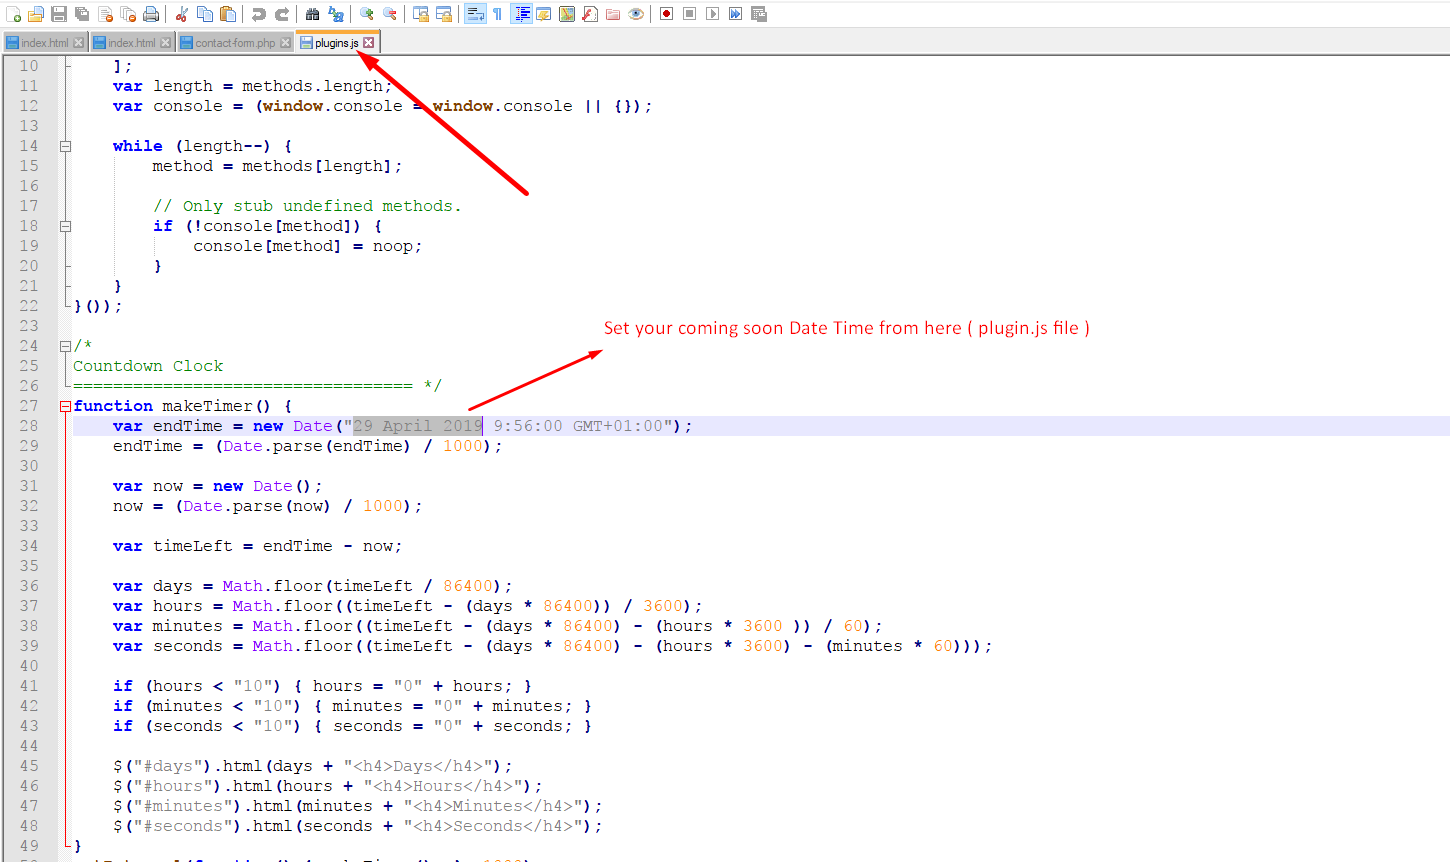 index.html index.html contact-form.php plugins.js
10 ];
11 var length = methods.length;
12 var console = (window.console = window.console || {});
13
14 while (length--) {
15 method = methods[length];
16
17 // Only stub undefined methods.
18 if (!console[method]) {
19 console[method] = noop;
20 }
21 }
22 }());
23
Set your coming soon Date Time from here ( plugin.js file )
24 /*
25 Countdown Clock
26 ================================== */
27 function makeTimer() {
28 var endTime = new Date("29 April 2019 9:56:00 GMT+01:00");
29 endTime = (Date.parse(endTime) / 1000);
30
31 var now = new Date();
32 now = (Date.parse(now) / 1000);
33
34 var timeLeft = endTime - now;
35
36 var days = Math.floor(timeLeft / 86400);
37 var hours = Math.floor((timeLeft - (days * 86400)) / 3600);
38 var minutes = Math.floor((timeLeft - (days * 86400) - (hours * 3600 )) / 60);
39 var seconds = Math.floor((timeLeft - (days * 86400) - (hours * 3600) - (minutes * 60)));
40
41 if (hours < "10") { hours = "0" + hours; }
42 if (minutes < "10") { minutes = "0" + minutes; }
43 if (seconds < "10") { seconds = "0" + seconds; }
44
45 $("#days").html(days + "<h4>Days</h4>");
46 $("#hours").html(hours + "<h4>Hours</h4>");
47 $("#minutes").html(minutes + "<h4>Minutes</h4>");
48 $("#seconds").html(seconds + "<h4>Seconds</h4>");
49 }